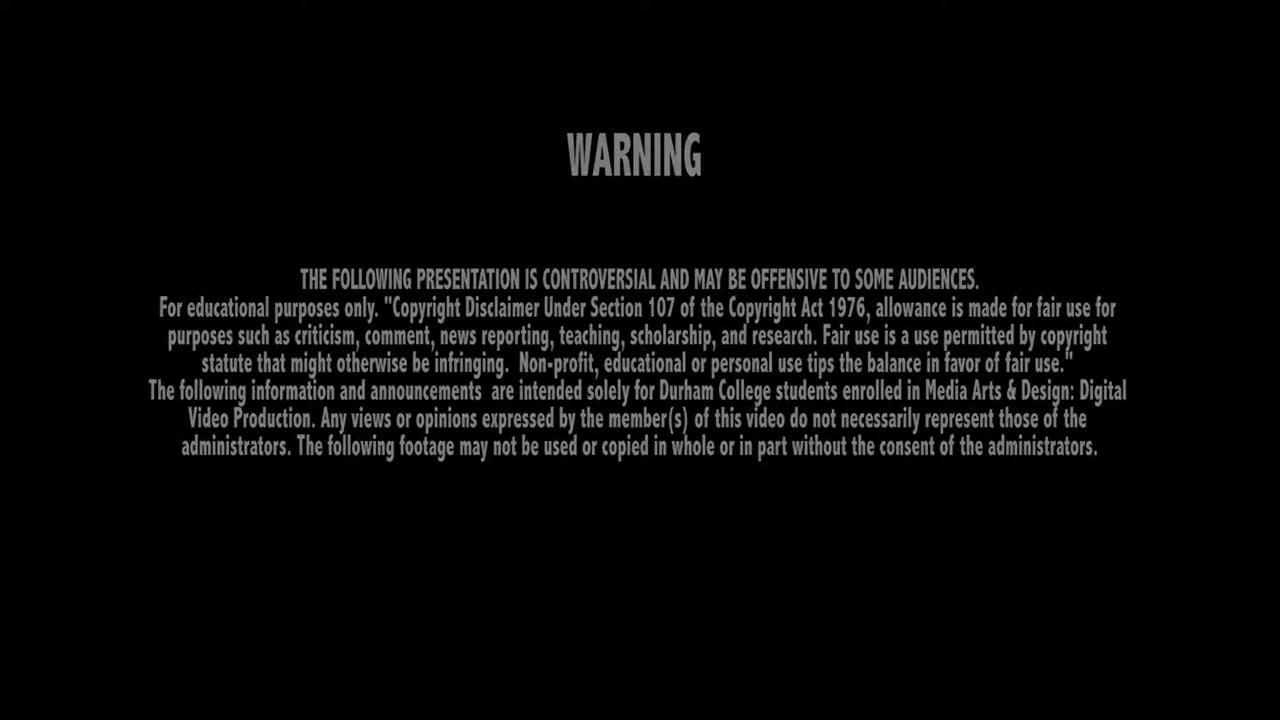 WARNING
THE FOLLOWING PRESENTATION IS CONTROVERSIAL AND MAY BE OFFENSIVE TO SOME AUDIENCES.
For educational purposes only. "Copyright Disclaimer Under Section 107 of the Copyright Act 1976, allowance is made for fair use for
purposes such as criticism, comment, news reporting, teaching, scholarship, and research. Fair use is a use permitted by copyright
statute that might otherwise be infringing.  Non-profit, educational or personal use tips the balance in favor of fair use."
The following information and announcements  are intended solely for Durham College students enrolled in Media Arts & Design: Digital
Video Production. Any views or opinions expressed by the member(s) of this video do not necessarily represent those of the
administrators. The following footage may not be used or copied in whole or in part without the consent of the administrators.